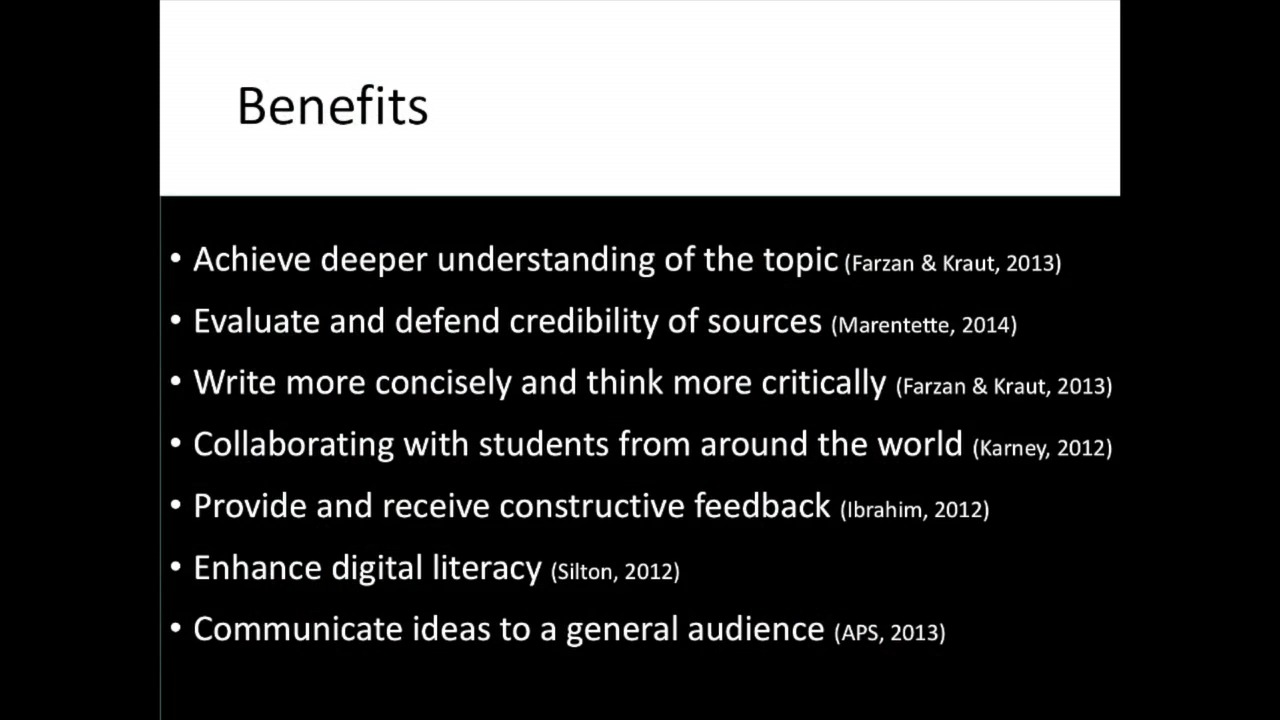 Benefits
• Achieve deeper understanding of the topic (Farzan & Kraut, 2013)
• Evaluate and defend credibility of sources (Marentette, 2014)
• Write more concisely and think more critically (Farzan & Kraut, 2013)
• Collaborating with students from around the world (Karney, 2012)
• Provide and receive constructive feedback (Ibrahim, 2012)
• Enhance digital literacy (Silton, 2012)
• Communicate ideas to a general audience (APS, 2013)